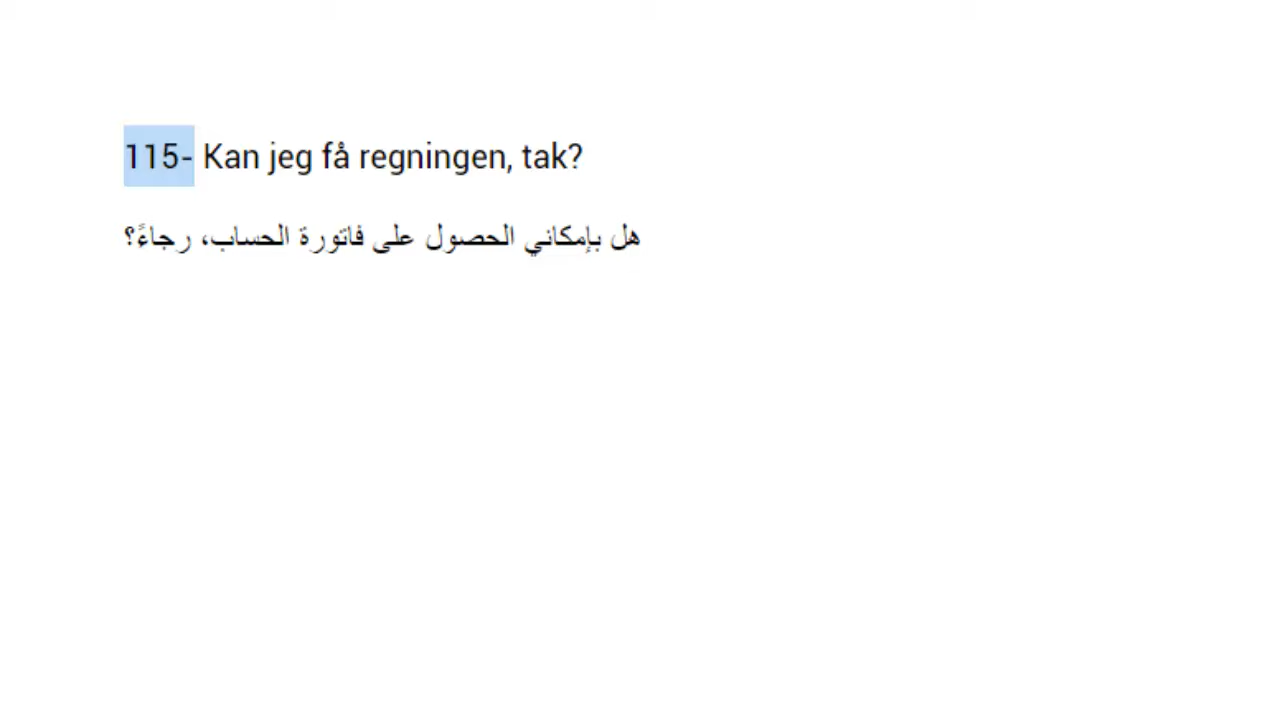 115- Kan jeg få regningen, tak?
هل بإمكاني الحصول على فاتورة الحساب، رجاءً؟